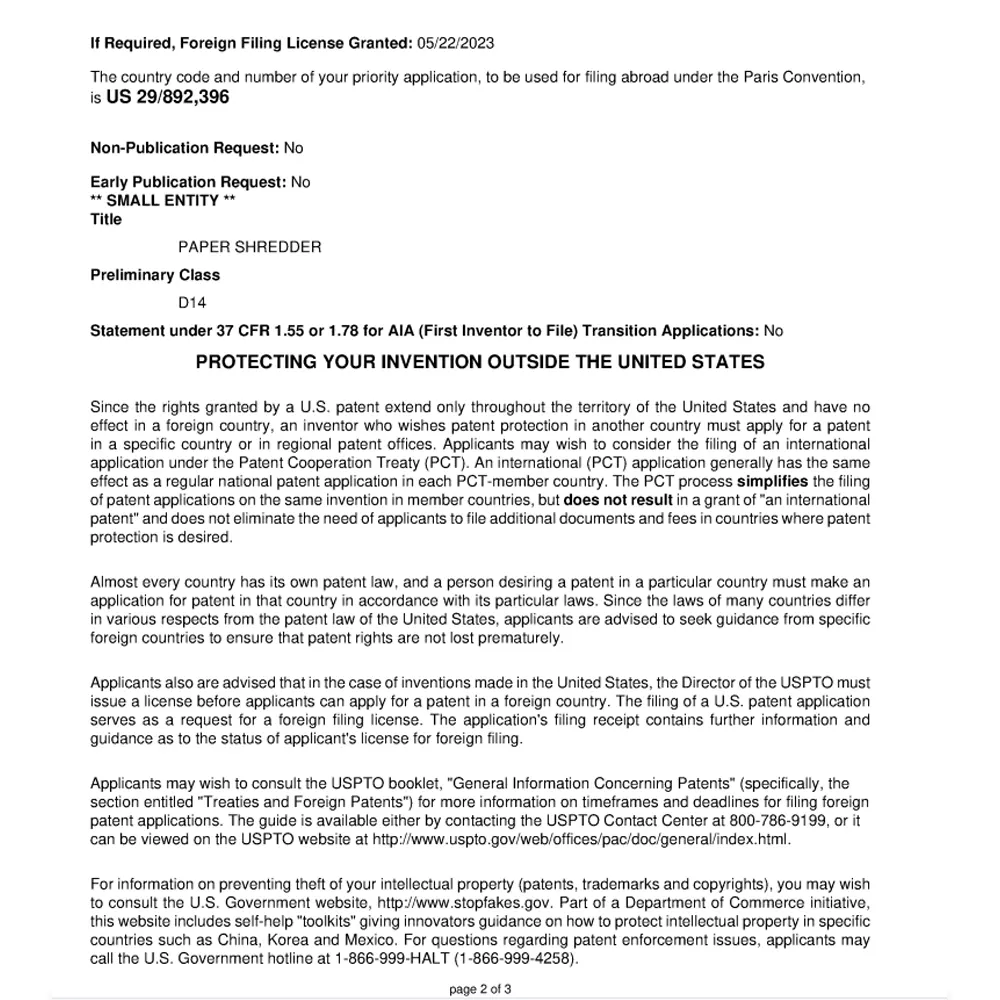 If Required, Foreign Filing License Granted: 05/22/2023
The country code and number of your priority application, to be used for filing abroad under the Paris Convention,
is US 29/892,396
Non-Publication Request: No
Early Publication Request: No
** SMALL ENTITY **
Title
PAPER SHREDDER
Preliminary Class
D14
Statement under 37 CFR 1.55 or 1.78 for AIA (First Inventor to File) Transition Applications: No
PROTECTING YOUR INVENTION OUTSIDE THE UNITED STATES
Since the rights granted by a U.S. patent extend only throughout the territory of the United States and have no
effect in a foreign country, an inventor who wishes patent protection in another country must apply for a patent
in a specific country or in regional patent offices. Applicants may wish to consider the filing of an international
application under the Patent Cooperation Treaty (PCT). An international (PCT) application generally has the same
effect as a regular national patent application in each PCT-member country. The PCT process simplifies the filing
of patent applications on the same invention in member countries, but does not result in a grant of "an international
patent" and does not eliminate the need of applicants to file additional documents and fees in countries where patent
protection is desired.
Almost every country has its own patent law, and a person desiring a patent in a particular country must make an
application for patent in that country in accordance with its particular laws. Since the laws of many countries differ
in various respects from the patent law of the United States, applicants are advised to seek guidance from specific
foreign countries to ensure that patent rights are not lost prematurely.
Applicants also are advised that in the case of inventions made in the United States, the Director of the USPTO must
issue a license before applicants can apply for a patent in a foreign country. The filing of a U.S. patent application
serves as a request for a foreign filing license. The application's filing receipt contains further information and
guidance as to the status of applicant's license for foreign filing.
Applicants may wish to consult the USPTO booklet, "General Information Concerning Patents" (specifically, the
section entitled "Treaties and Foreign Patents") for more information on timeframes and deadlines for filing foreign
patent applications. The guide is available either by contacting the USPTO Contact Center at 800-786-9199, or it
can be viewed on the USPTO website at http://www.uspto.gov/web/offices/pac/doc/general/index.html.
For information on preventing theft of your intellectual property (patents, trademarks and copyrights), you may wish
to consult the U.S. Government website, http://www.stopfakes.gov. Part of a Department of Commerce initiative,
this website includes self-help "toolkits" giving innovators guidance on how to protect intellectual property in specific
countries such as China, Korea and Mexico. For questions regarding patent enforcement issues, applicants may
call the U.S. Government hotline at 1-866-999-HALT (1-866-999-4258).
page 2 of 3